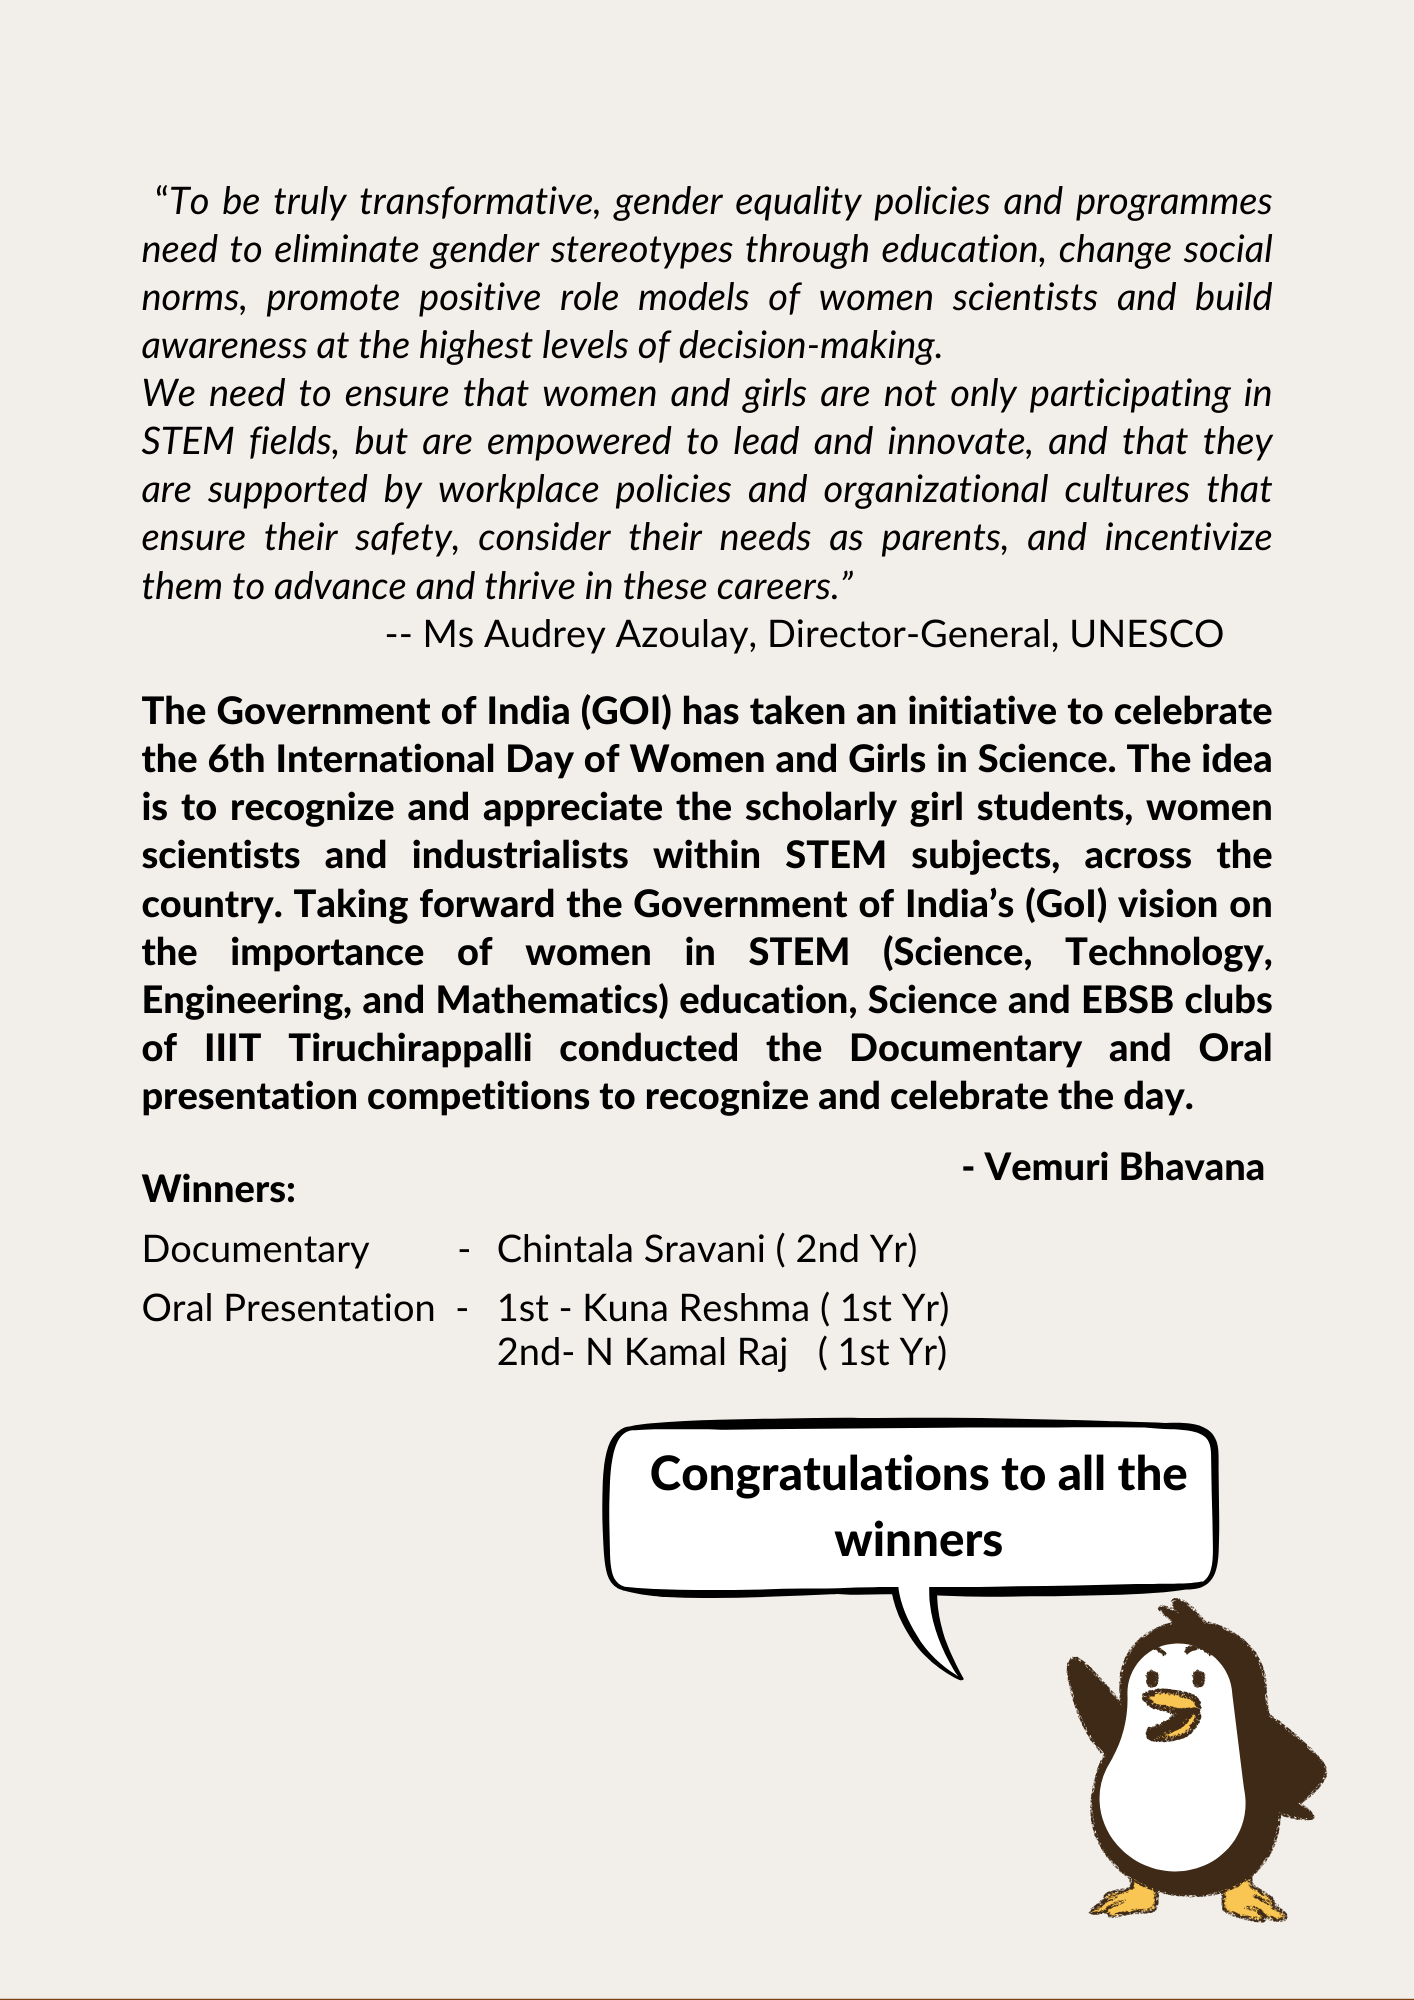 “To be truly transformative, gender equality policies and programmes
need to eliminate gender stereotypes through education, change social
norms, promote positive role models of women scientists and build
awareness at the highest levels of decision-making.
We need to ensure that women and girls are not only participating in
STEM fields, but are empowered to lead and innovate, and that they
are supported by workplace policies and organizational cultures that
ensure their safety, consider their needs as parents, and incentivize
them to advance and thrive in these careers.”
-- Ms Audrey Azoulay, Director-General, UNESCO
The Government of India (GOI) has taken an initiative to celebrate
the 6th International Day of Women and Girls in Science. The idea
is to recognize and appreciate the scholarly girl students, women
scientists and industrialists within STEM subjects, across the
country. Taking forward the Government of India’s (GoI) vision on
the importance of women in STEM (Science, Technology,
Engineering, and Mathematics) education, Science and EBSB clubs
of IIIT Tiruchirappalli conducted the Documentary and Oral
presentation competitions to recognize and celebrate the day.
- Vemuri Bhavana
Winners:
Documentary - Chintala Sravani ( 2nd Yr)
Oral Presentation - 1st - Kuna Reshma ( 1st Yr)
2nd- N Kamal Raj ( 1st Yr)
Congratulations to all the
winners